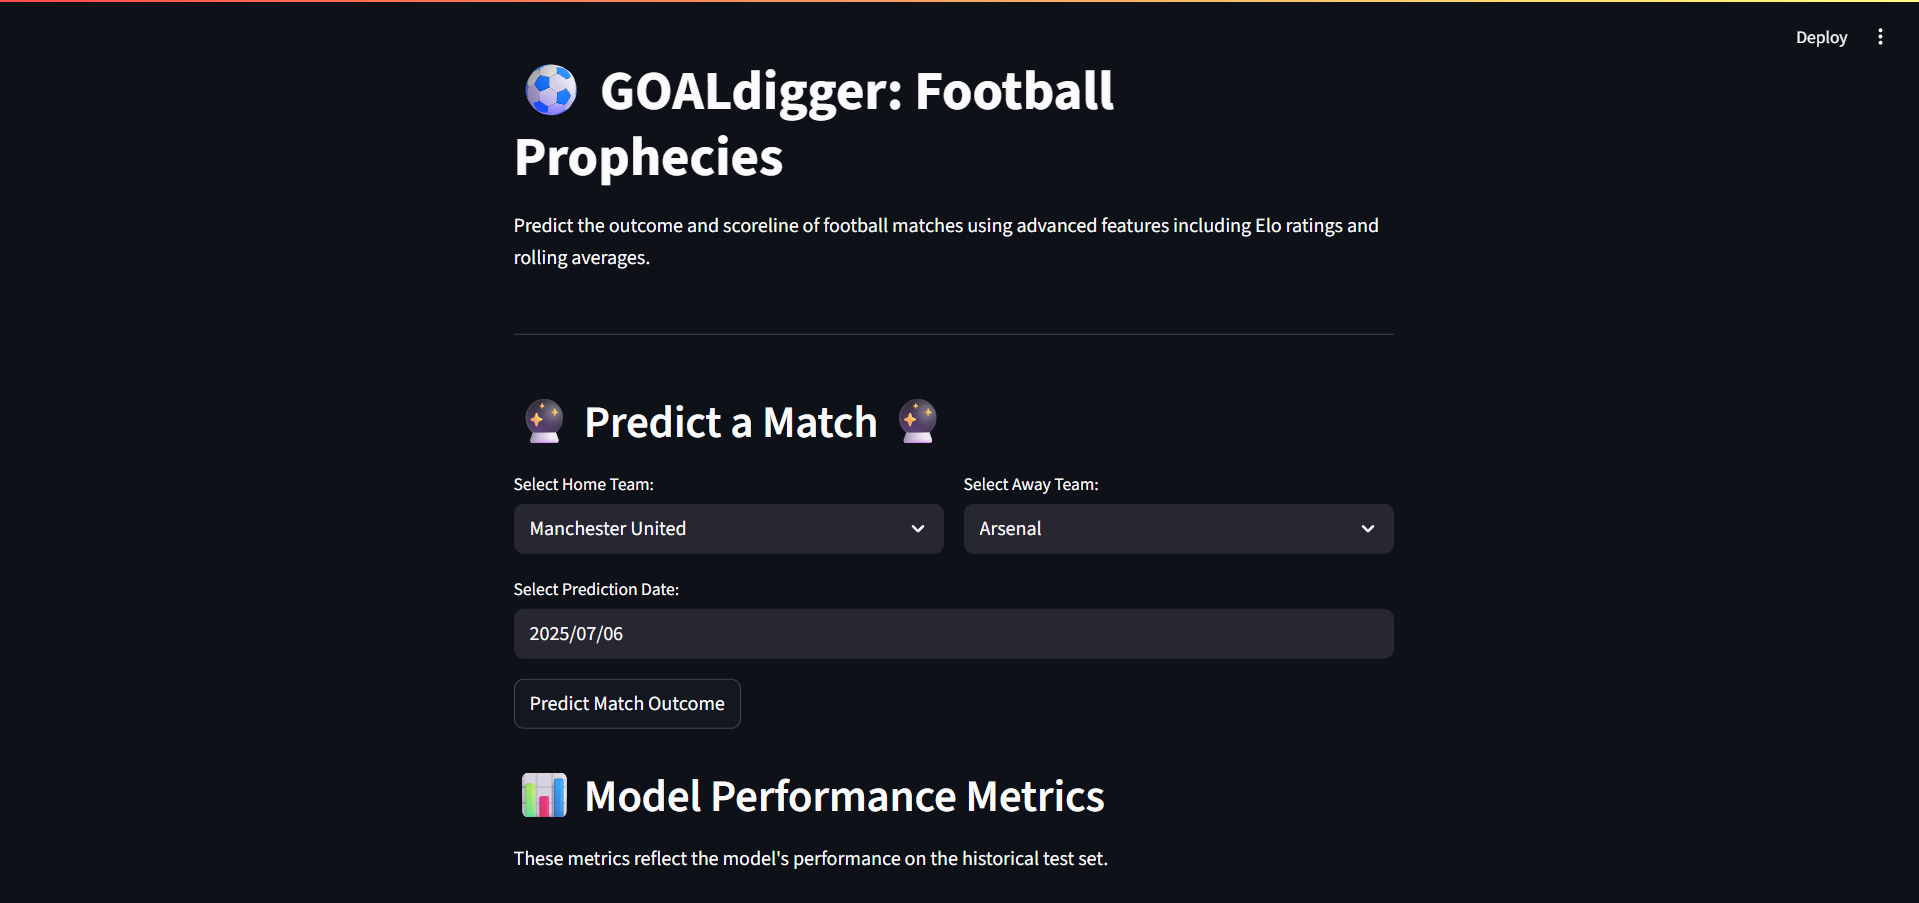 Deploy
GOALdigger: Football
Prophecies
Predict the outcome and scoreline of football matches using advanced features including Elo ratings and
rolling averages.
Predict a Match
Select Home Team:
Select Away Team:
Manchester United
Arsenal
Select Prediction Date:
2025/07/06
Predict Match Outcome
Model Performance Metrics
These metrics reflect the model's performance on the historical test set.